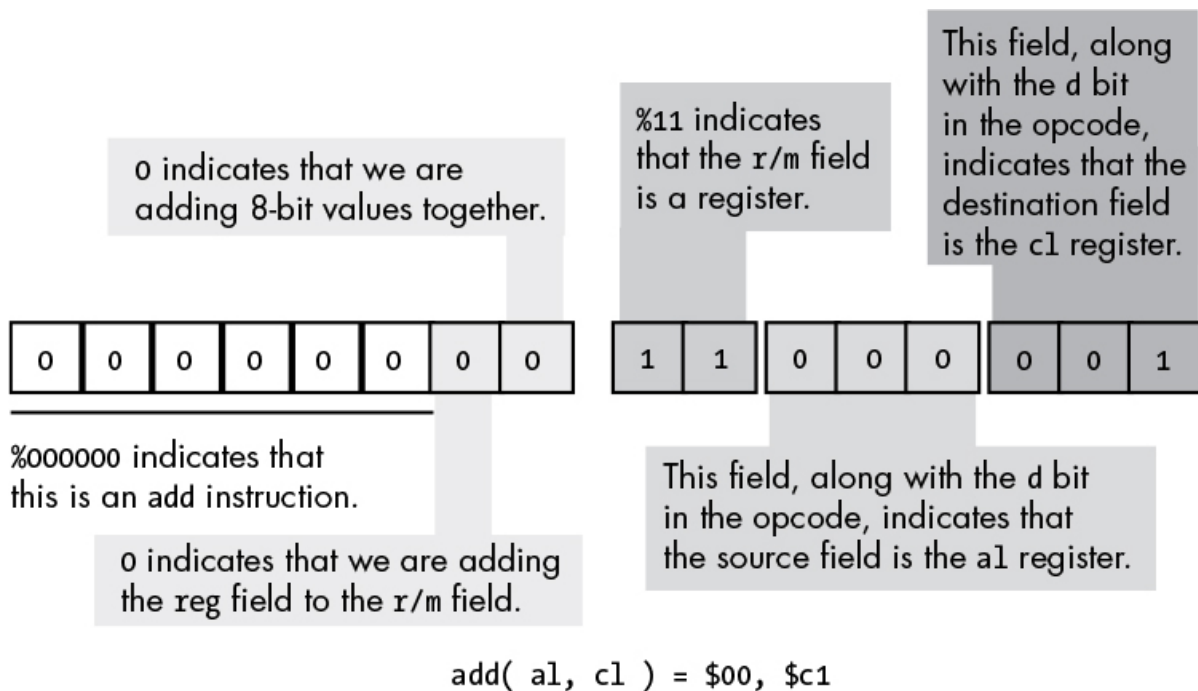 This field, along
with the d bit
in the opcode,
indicates that the
destination field
is the cl register.
%11 indicates
that the r/m field
is a register.
0 indicates that we are
adding 8-bit values together.
0 0 0 0 0 0 0 0 1 1 0 0 0 0 0 1
%000000 indicates that
this is an add instruction.
This field, along with the d bit
in the opcode, indicates that
the source field is the al register.
0 indicates that we are adding
the reg field to the r/m field.
add( al, cl ) = $00, $c1